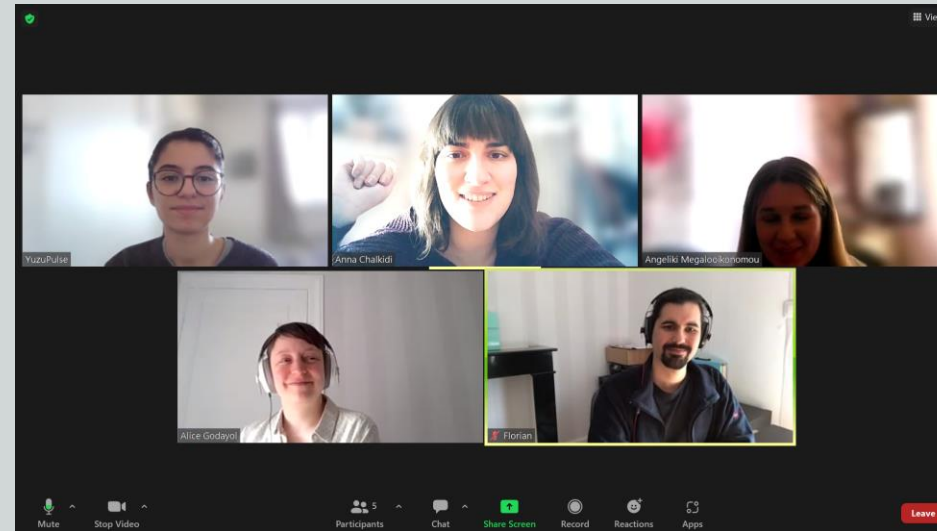 Vie
YuzuPulse
Anna Chalkidi
Angeliki Megalooikonomou
Alice Godayol
Florian
5
Mute
Stop Video
Participants
Chat
Share Screen
Record
Reactions
Apps
Leave